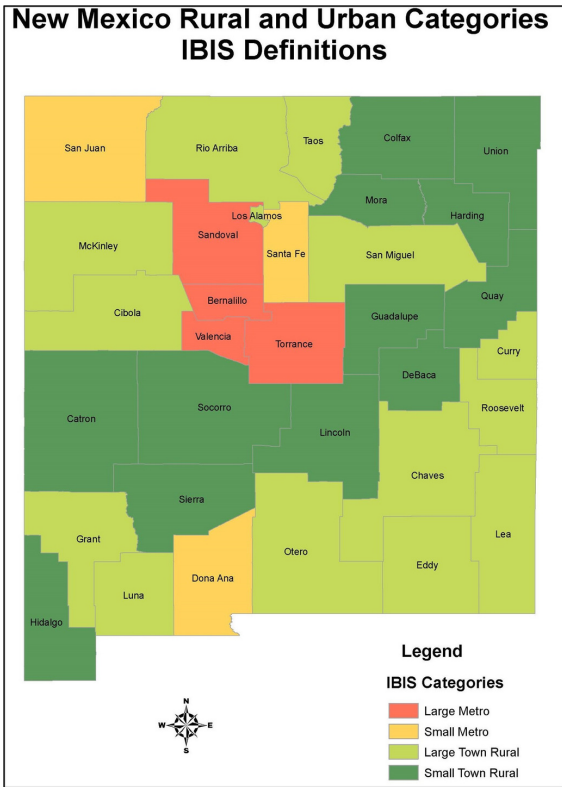 New Mexico Rural and Urban Categories
IBIS Definitions
San Juan
Rio Arriba
Taos
Colfax
Union
Mora
Harding
Los Alamos
McKinley
Sandoval
Santa Fe
San Miguel
Quay
Bernalillo
Guadalupe
Cibola
Valencia
Torrance
Curry
DeBaca
Roosevelt
Catron
Socorro
Lincoln
Chaves
Sierra
Grant
Otero
Lea
Eddy
Dona Ana
Luna
Hidalgo
Legend
IBIS Categories
Large Metro
Small Metro
Large Town Rural
Small Town Rural
N
W
E
S